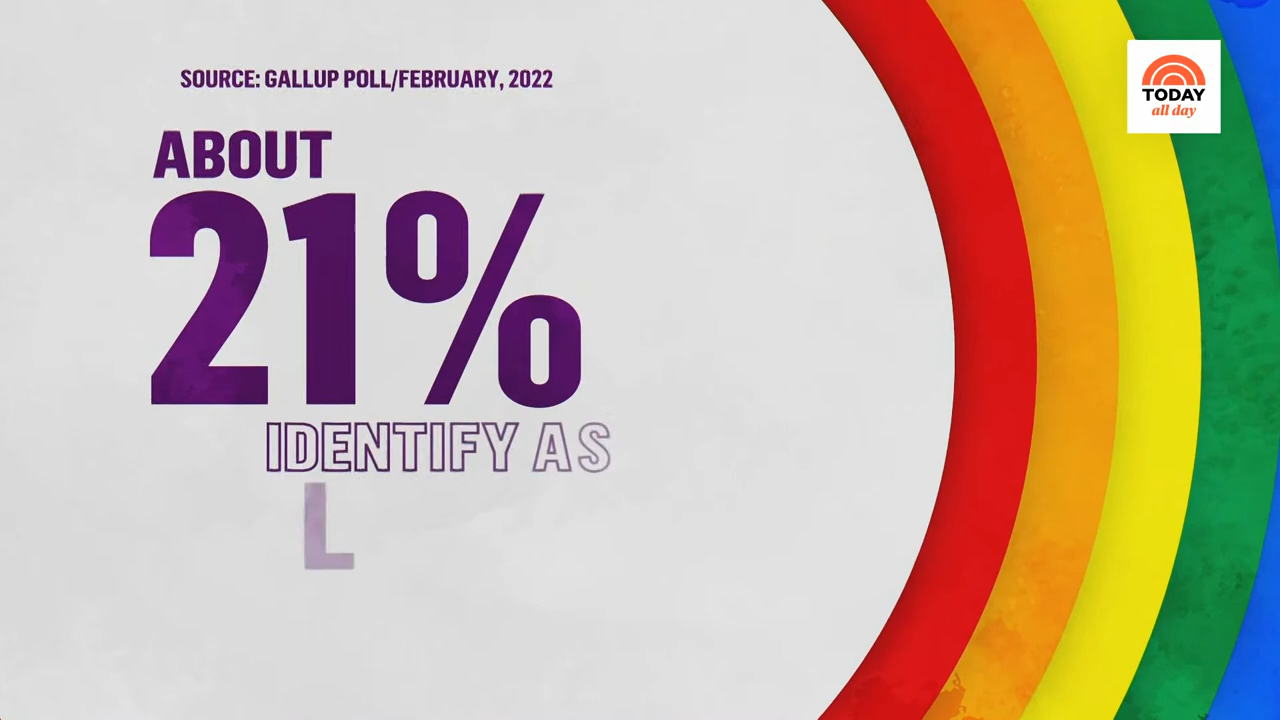 SOURCE: GALLUP POLL/FEBRUARY, 2022
ABOUT
21%
IDENTIFY AS
L
TODAY
all day